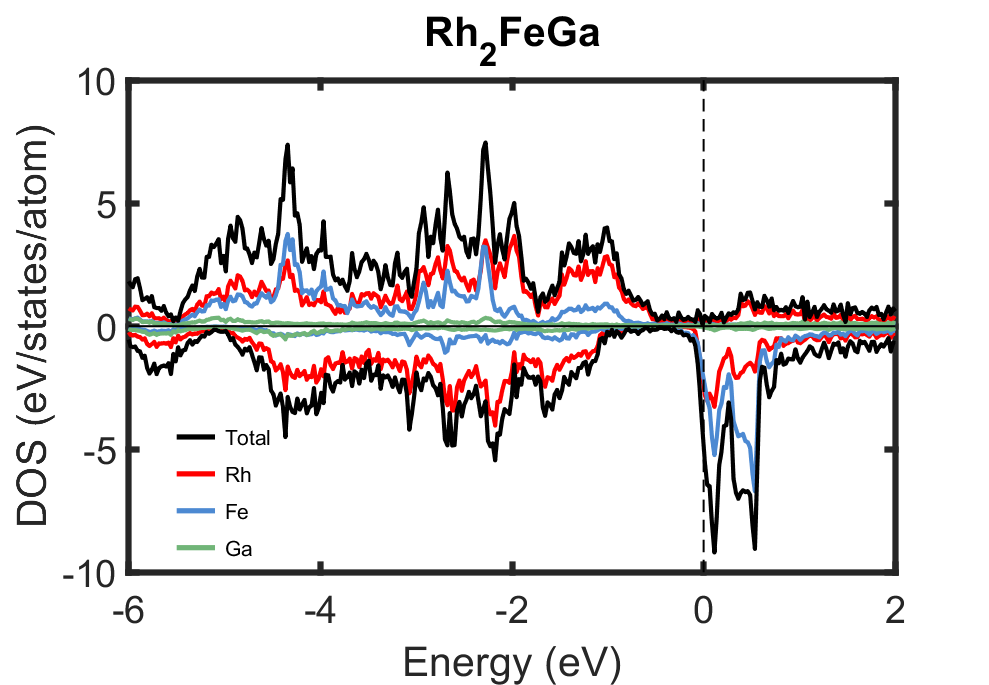 Rh2FeGa
DOS (eV/states/atom)
10
5
0
-5
-10
Total
Rh
Fe
Ga
-6 -4 -2 0 2
Energy (eV)